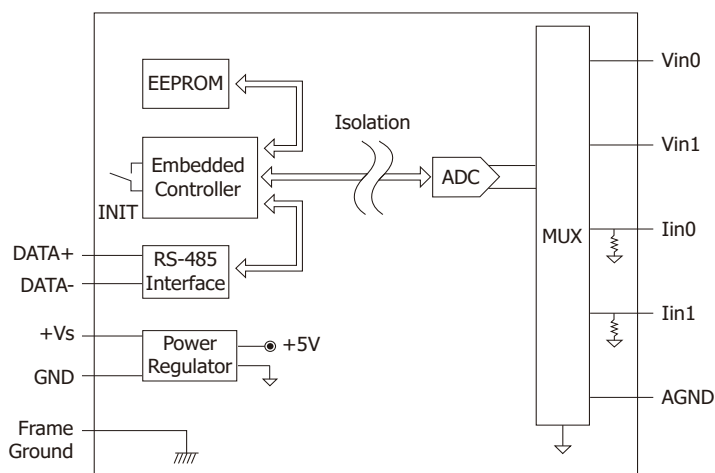 EEPROM
Isolation
Embedded
Controller
INIT
ADC
MUX
Vin0
Vin1
Iin0
Iin1
AGND
DATA+
DATA-
RS-485
Interface
+Vs
GND
Power
Regulator
+5V
Frame
Ground